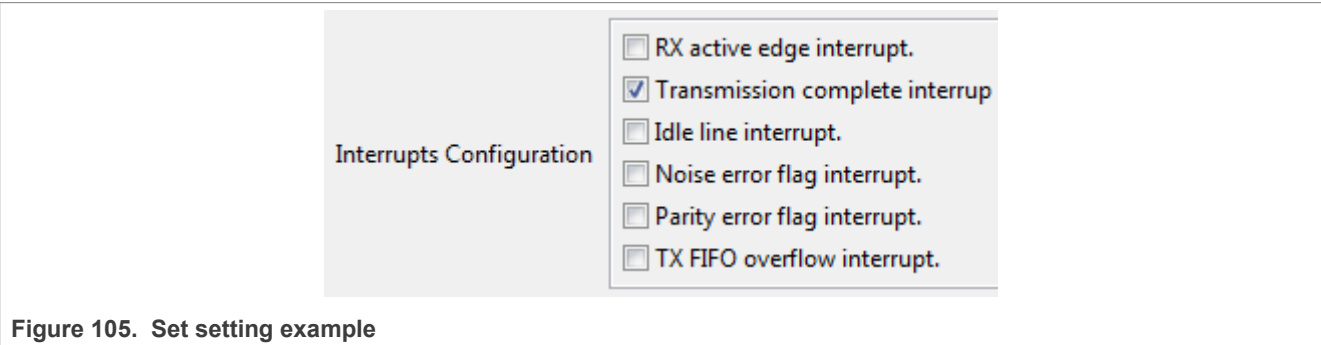 RX active edge interrupt.
Transmission complete interrup
Idle line interrupt.
Interrupts Configuration
Noise error flag interrupt.
Parity error flag interrupt.
TX FIFO overflow interrupt.
Figure 105. Set setting example